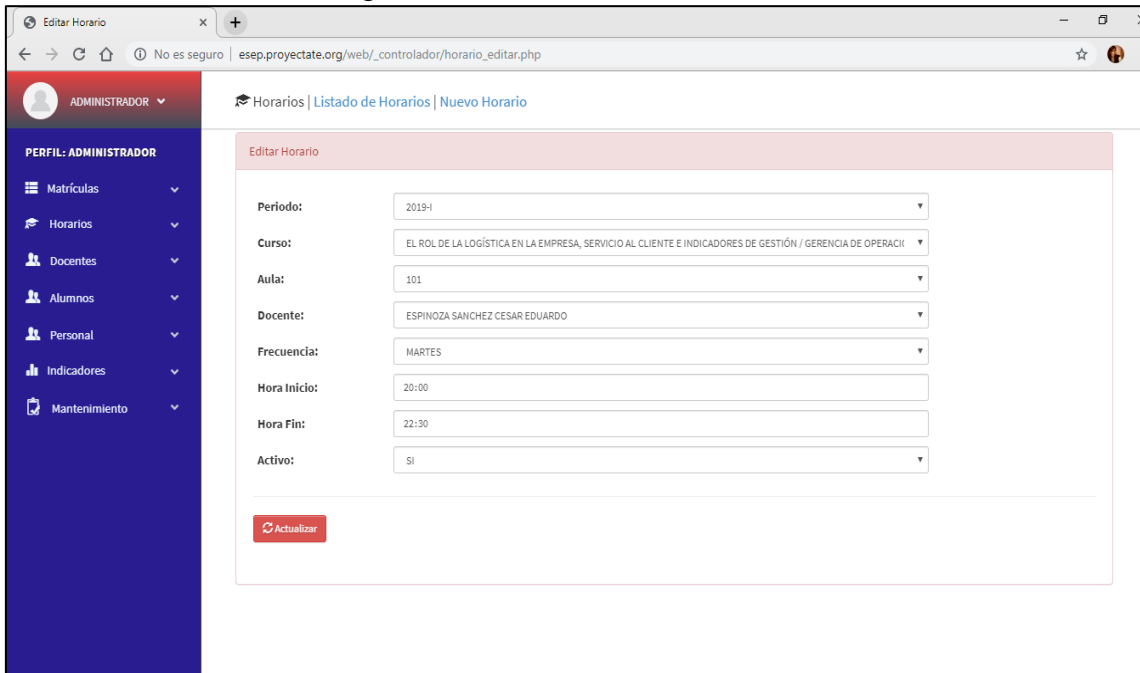 Editar Horario
No es seguro | esep.proyectate.org/web/_controlador/horario_editar.php
ADMINISTRADOR
Horarios | Listado de Horarios | Nuevo Horario
PERFIL: ADMINISTRADOR
Matrículas
Horarios
Docentes
Alumnos
Personal
Indicadores
Mantenimiento
Editar Horario
Periodo: 2019-I
Curso: EL ROL DE LA LOGÍSTICA EN LA EMPRESA, SERVICIO AL CLIENTE E INDICADORES DE GESTIÓN / GERENCIA DE OPERACI
Aula: 101
Docente: ESPINOZA SANCHEZ CESAR EDUARDO
Frecuencia: MARTES
Hora Inicio: 20:00
Hora Fin: 22:30
Activo: SI
Actualizar